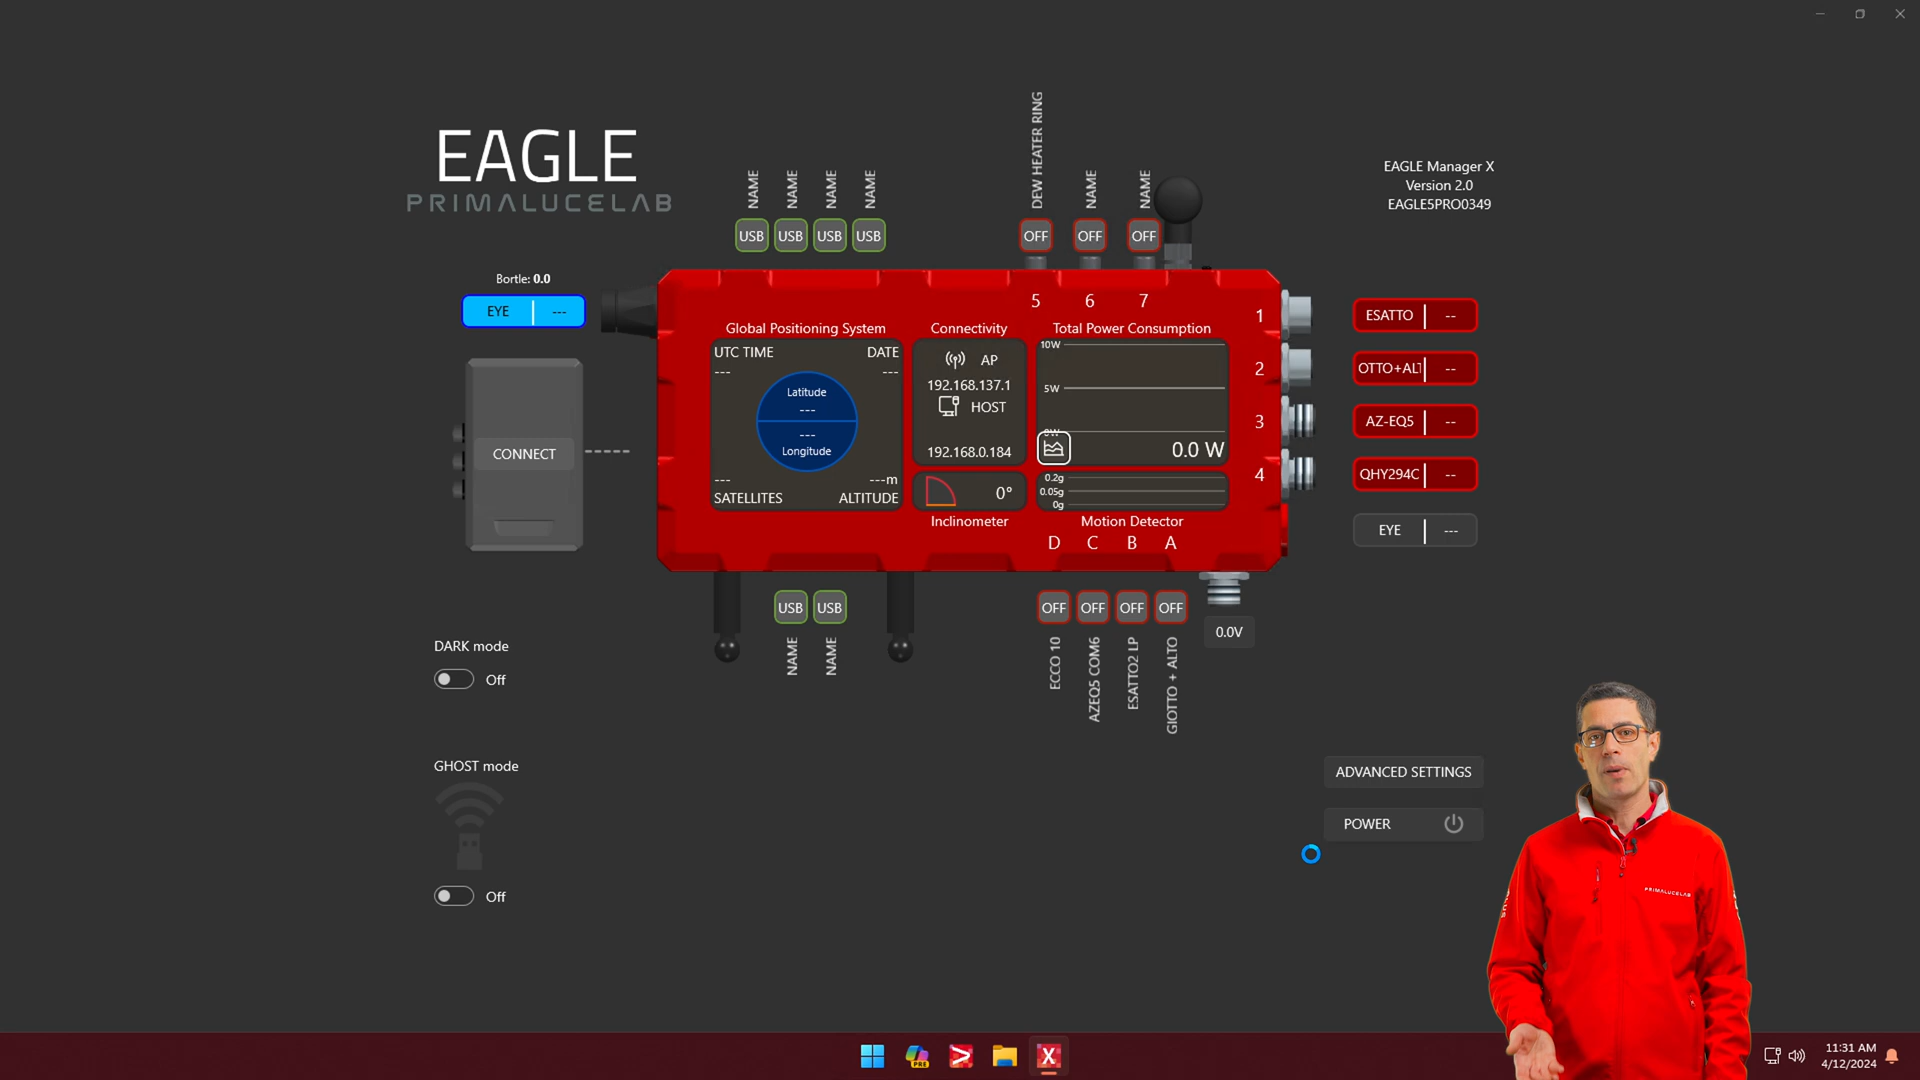 EAGLE
PRIMALUCELAB
EAGLE Manager X
Version 2.0
EAGLE5PRO0349
NAME
NAME
NAME
NAME
DEW HEATER RING
NAME
NAME
USB
USB
USB
USB
OFF
OFF
OFF
Bortle: 0.0
EYE
---
5
6
7
Global Positioning System
Connectivity
Total Power Consumption
UTC TIME
DATE
---
---
Latitude
---
---
Longitude
---
---m
SATELLITES
ALTITUDE
AP
192.168.137.1
HOST
192.168.0.184
0°
Inclinometer
10W
5W
0W
0.0 W
0.2g
0.05g
0g
Motion Detector
D
C
B
A
1
2
3
4
ESATTO
--
OTTO+ALT
--
AZ-EQ5
--
QHY294C
--
EYE
---
CONNECT
USB
USB
NAME
NAME
OFF
OFF
OFF
OFF
ECCO 10
AZEQ5 COM6
ESATTO2 LP
GIOTTO + ALTO
0.0V
DARK mode
Off
GHOST mode
Off
ADVANCED SETTINGS
POWER
PRIMALUCELAB
PRE
X
11:31 AM
4/12/2024